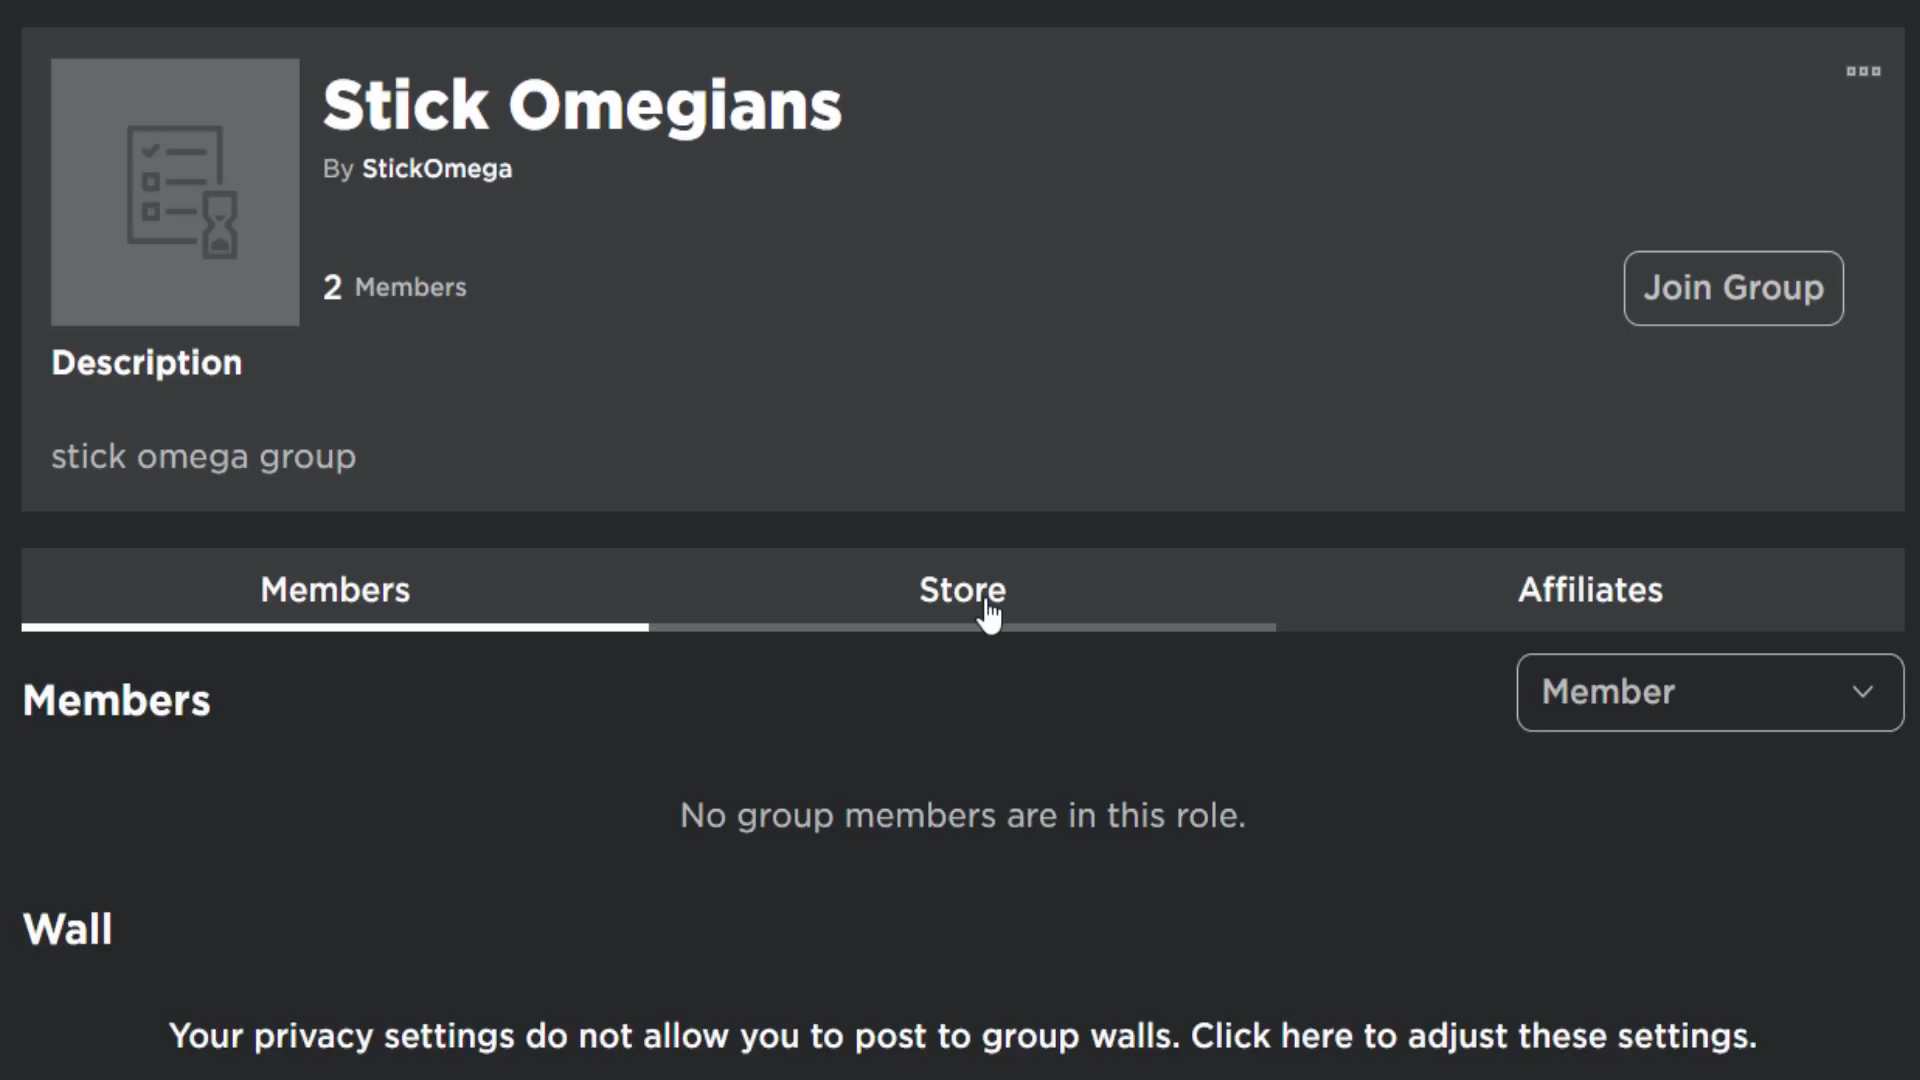 Stick Omegians
By StickOmega
2 Members
Join Group
Description
stick omega group
Members Store Affiliates
Members
Member
No group members are in this role.
Wall
Your privacy settings do not allow you to post to group walls. Click here to adjust these settings.